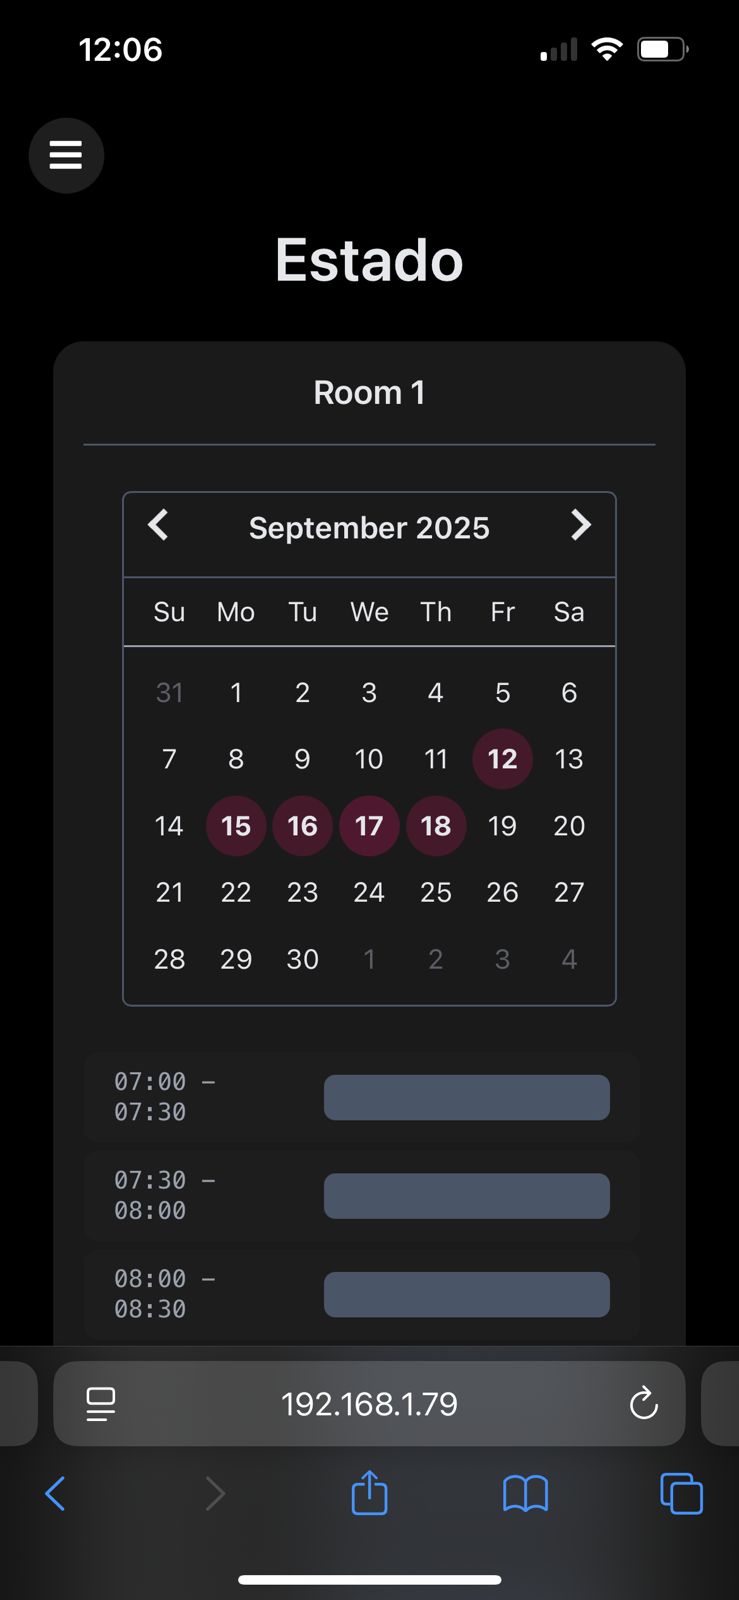 12:06
Estado
Room 1
September 2025
Su Mo Tu We Th Fr Sa
31 1 2 3 4 5 6
7 8 9 10 11 12 13
14 15 16 17 18 19 20
21 22 23 24 25 26 27
28 29 30 1 2 3 4
07:00 –
07:30
07:30 –
08:00
08:00 –
08:30
192.168.1.79